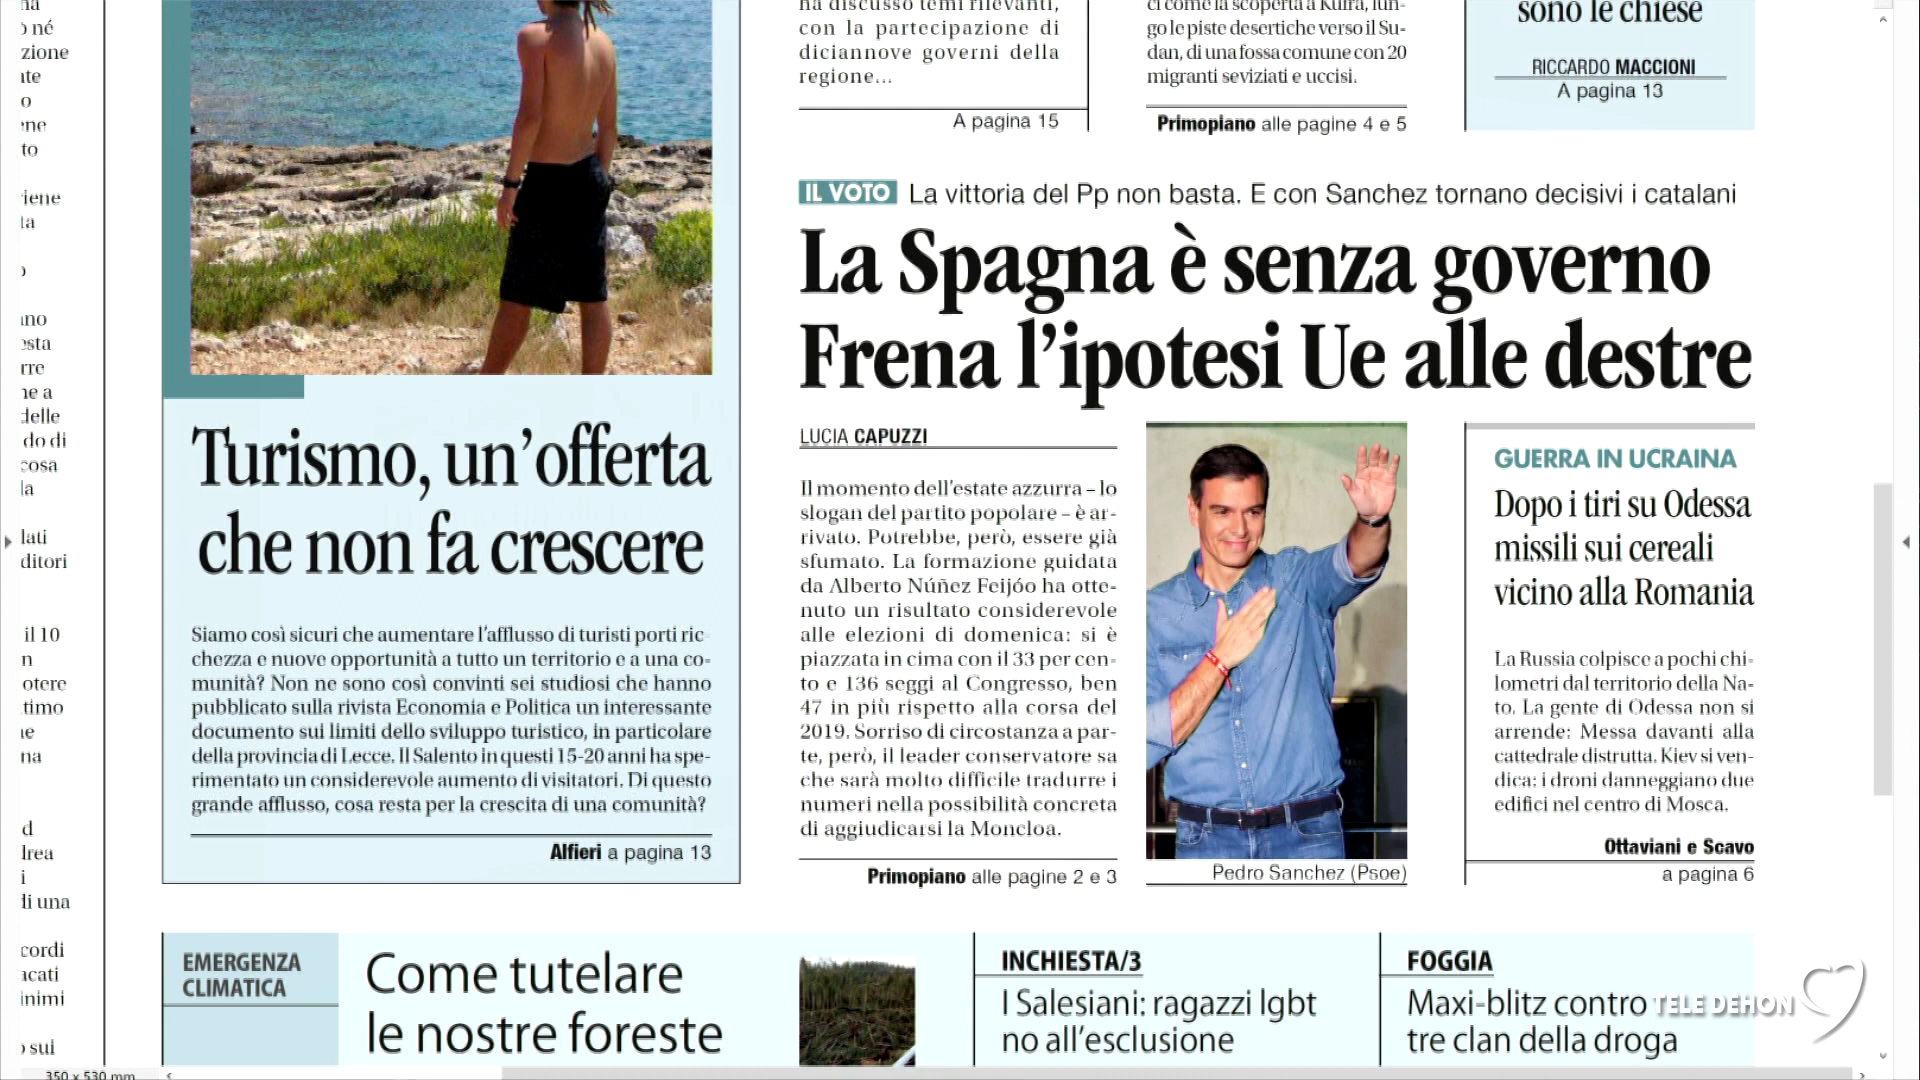 né
zione
ha discusso temi rilevanti,
con la partecipazione di
diciannove governi della
regione…
A pagina 15
ci come la scoperta a Kufra, lun-
go le piste desertiche verso il Su-
dan, di una fossa comune con 20
migranti seviziati e uccisi.
Primopiano alle pagine 4 e 5
sono le chiese
RICCARDO MACCIONI
A pagina 13
IL VOTO La vittoria del Pp non basta. E con Sanchez tornano decisivi i catalani
La Spagna è senza governo
Frena l’ipotesi Ue alle destre
LUCIA CAPUZZI
Il momento dell’estate azzurra – lo
slogan del partito popolare – è ar-
rivato. Potrebbe, però, essere già
sfumato. La formazione guidata
da Alberto Núñez Feijóo ha otte-
nuto un risultato considerevole
alle elezioni di domenica: si è
piazzata in cima con il 33 per cen-
to e 136 seggi al Congresso, ben
47 in più rispetto alla corsa del
2019. Sorriso di circostanza a par-
te, però, il leader conservatore sa
che sarà molto difficile tradurre i
numeri nella possibilità concreta
di aggiudicarsi la Moncloa.
Primopiano alle pagine 2 e 3
Pedro Sanchez (Psoe)
GUERRA IN UCRAINA
Dopo i tiri su Odessa
missili sui cereali
vicino alla Romania
La Russia colpisce a pochi chi-
lometri dal territorio della Na-
to. La gente di Odessa non si
arrende: Messa davanti alla
cattedrale distrutta. Kiev si ven-
dica: i droni danneggiano due
edifici nel centro di Mosca.
Ottaviani e Scavo
a pagina 6
Turismo, un’offerta
che non fa crescere
Siamo così sicuri che aumentare l’afflusso di turisti porti ric-
chezza e nuove opportunità a tutto un territorio e a una co-
munità? Non ne sono così convinti sei studiosi che hanno
pubblicato sulla rivista Economia e Politica un interessante
documento sui limiti dello sviluppo turistico, in particolare
della provincia di Lecce. Il Salento in questi 15-20 anni ha spe-
rimentato un considerevole aumento di visitatori. Di questo
grande afflusso, cosa resta per la crescita di una comunità?
Alfieri a pagina 13
EMERGENZA
CLIMATICA
Come tutelare
le nostre foreste
INCHIESTA/3
I Salesiani: ragazzi lgbt
no all’esclusione
FOGGIA
Maxi-blitz contro
tre clan della droga
TELE DEHON
350 x 530 mm